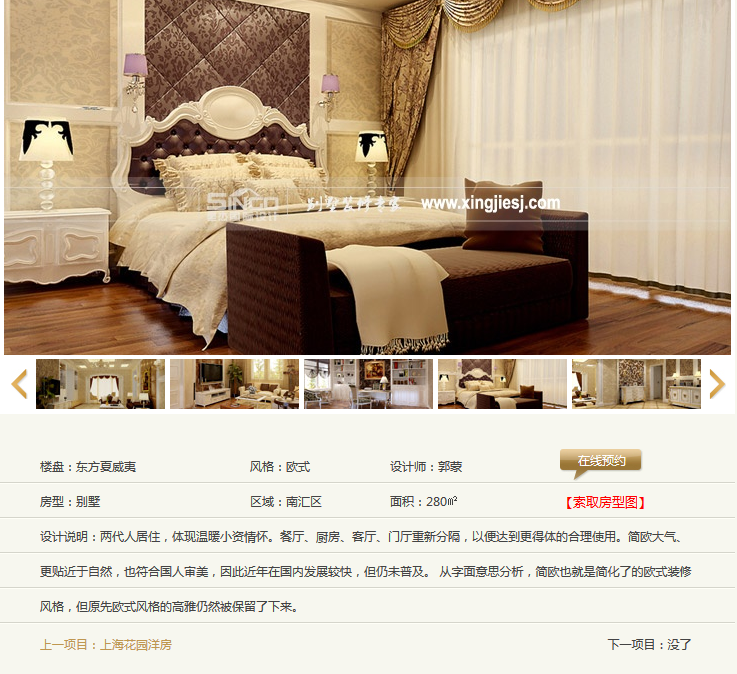 SINGO 别墅装修专家 www.xingjiesj.com
楼盘：东方夏威夷 风格：欧式 设计师：郭蒙 在线预约
房型：别墅 区域：南汇区 面积：280㎡ 【索取房型图】
设计说明：两代人居住，体现温暖小资情怀。餐厅、厨房、客厅、门厅重新分隔，以便达到更得体的合理使用。简欧大气、
更贴近于自然，也符合国人审美，因此近年在国内发展较快，但仍未普及。 从字面意思分析，简欧也就是简化了的欧式装修
风格，但原先欧式风格的高雅仍然被保留了下来。
上一项目：上海花园洋房 下一项目：没了